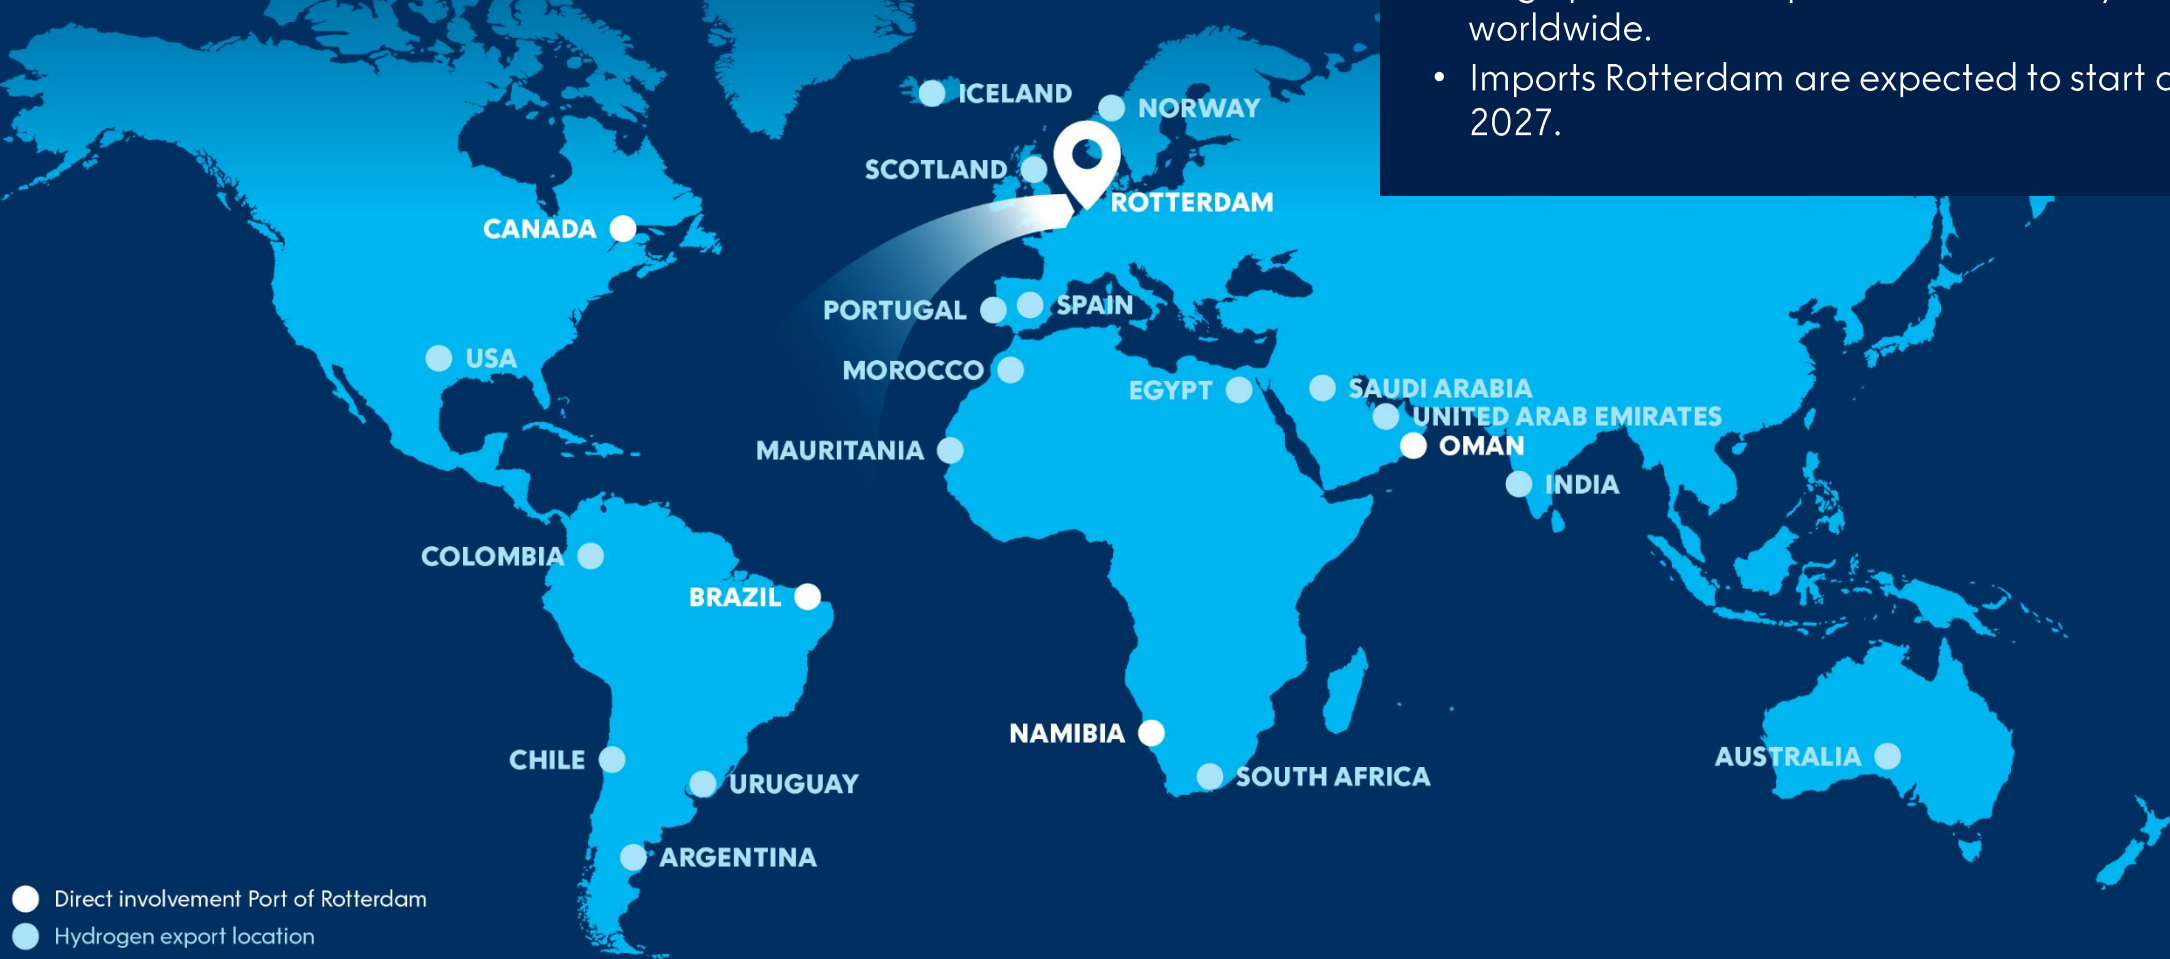 worldwide.
• Imports Rotterdam are expected to start
2027.
ICELAND
NORWAY
SCOTLAND
ROTTERDAM
CANADA
PORTUGAL
SPAIN
USA
MOROCCO
EGYPT
SAUDI ARABIA
UNITED ARAB EMIRATES
MAURITANIA
OMAN
INDIA
COLOMBIA
BRAZIL
NAMIBIA
CHILE
SOUTH AFRICA
AUSTRALIA
URUGUAY
ARGENTINA
Direct involvement Port of Rotterdam
Hydrogen export location